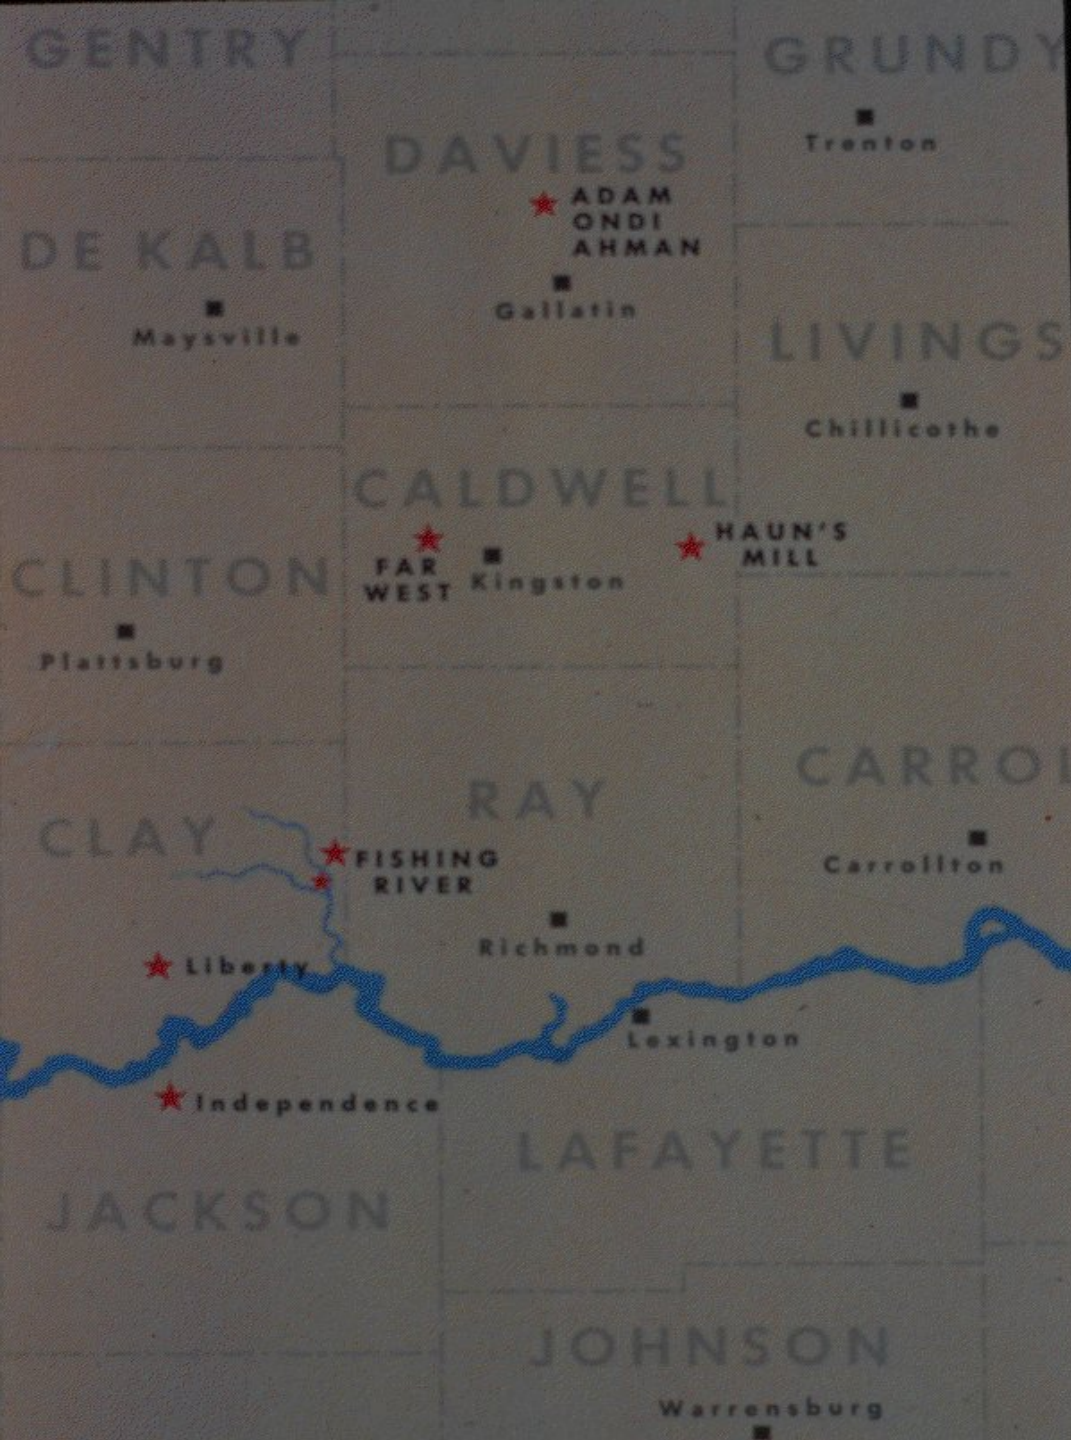 GENTRY
GRUNDY
Trenton
DAVIESS
ADAM
ONDI
AHMAN
DE KALB
Maysville
Gallatin
LIVINGS
Chillicothe
CALDWELL
HAUN'S
MILL
FAR
WEST
Kingston
CLINTON
Plattsburg
CARROL
RAY
CLAY
FISHING
RIVER
Carrollton
Richmond
Liberty
Lexington
Independence
LAFAYETTE
JACKSON
JOHNSON
Warrensburg